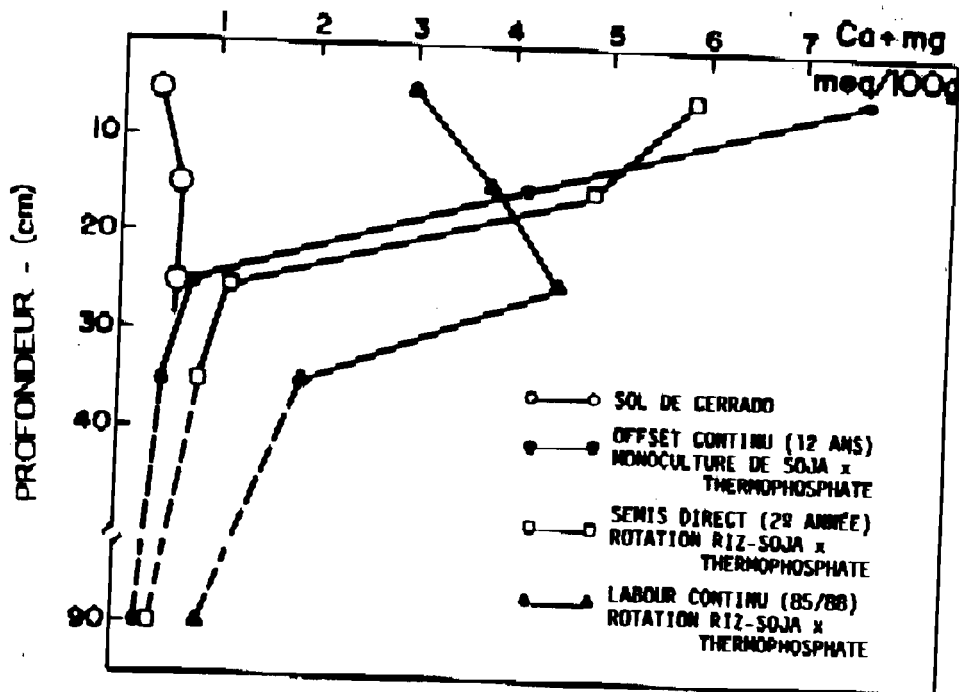 1 2 3 4 5 6 7 Ca+mg
meq/100g
10
20
30
40
90
PROFONDEUR - (cm)
SOL DE CERRADO
OFFSET CONTINU (12 ANS)
MONOCULTURE DE SOJA x
THERMOPHOSPHATE
SEMIS DIRECT (2º ANNÉE)
ROTATION RIZ-SOJA x
THERMOPHOSPHATE
LABOUR CONTINU (85/88)
ROTATION RIZ-SOJA x
THERMOPHOSPHATE